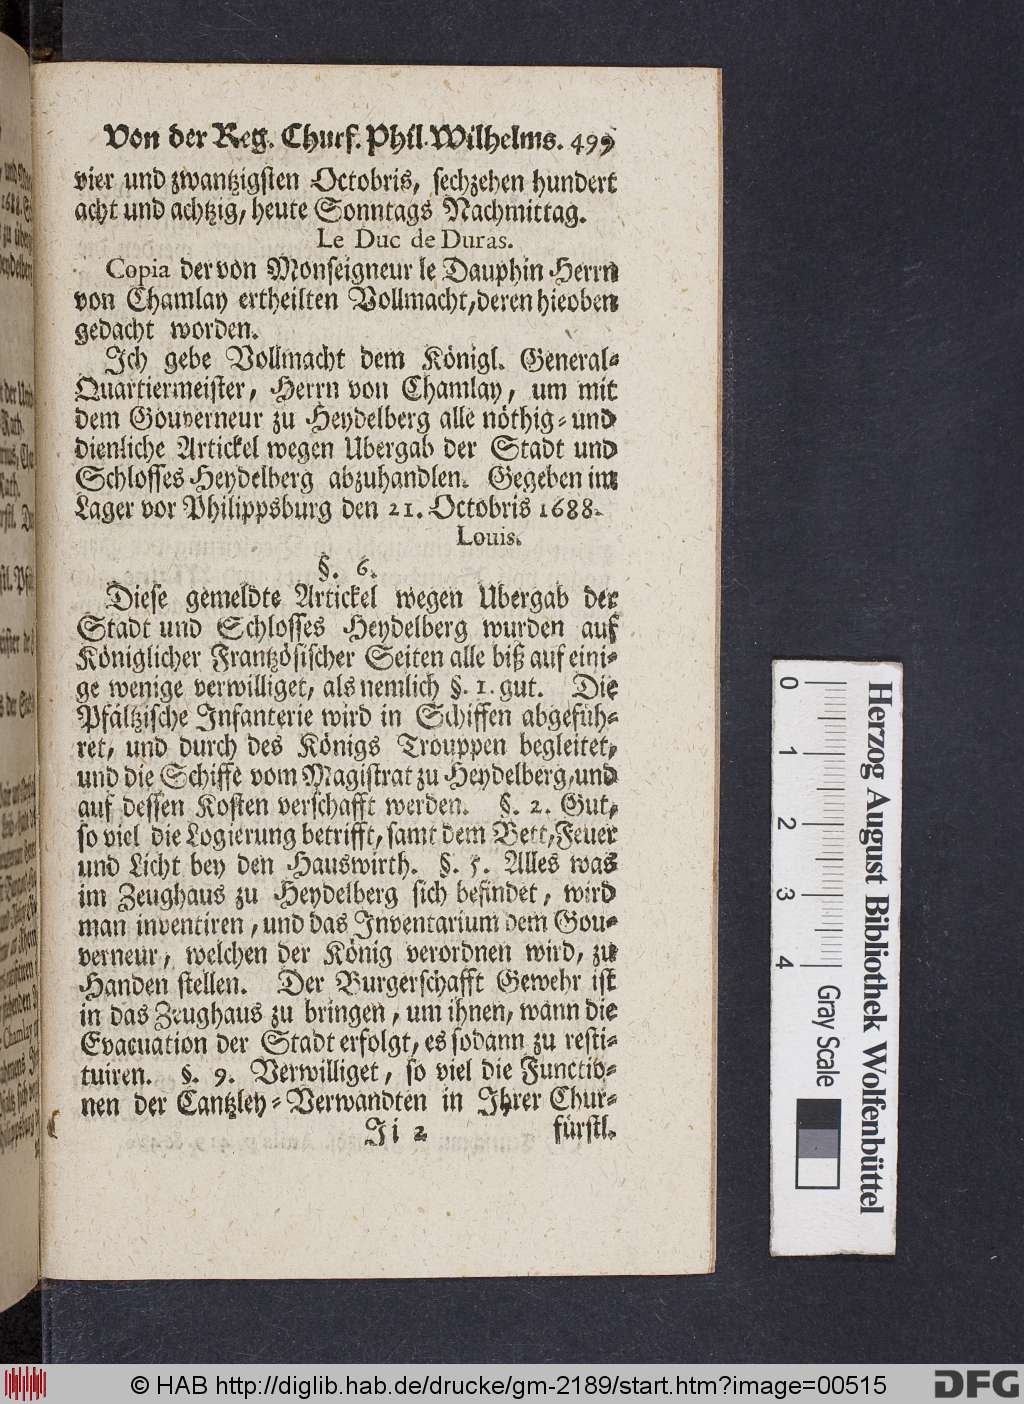 Von der Reg. Churf. Phil. Wilhelms. 499
vier und zwantzigsten Octobris, sechzehen hundert
acht und achtzig, heute Sonntags Nachmittag.
Le Duc de Duras.
Copia der von Monseigneur le Dauphin Herrn
von Chamlay ertheilten Vollmacht, deren hieoben
gedacht worden.
Ich gebe Vollmacht dem Königl. General-
Quartiermeister, Herrn von Chamlay, um mit
dem Gouverneur zu Heydelberg alle nöthig- und
dienliche Artickel wegen Ubergab der Stadt und
Schlosses Heydelberg abzuhandlen. Gegeben im
Lager vor Philippsburg den 21. Octobris 1688.
Louis.
§. 6.
Diese gemeldte Artickel wegen Ubergab der
Stadt und Schlosses Heydelberg wurden auf
Königlicher Frantzösischer Seiten alle biß auf eini-
ge wenige verwilliget, als nemlich §. 1. gut. Die
Pfältzische Infanterie wird in Schiffen abgefüh-
ret, und durch des Königs Trouppen begleitet,
und die Schiffe vom Magistrat zu Heydelberg, und
auf dessen Kosten verschafft werden. §. 2. Gut,
so viel die Logierung betrifft, samt dem Bett, Feuer
und Licht bey den Hauswirth. §. 5. Alles was
im Zeughaus zu Heydelberg sich befindet, wird
man inventiren, und das Inventarium dem Gou-
verneur, welchen der König verordnen wird, zu
Handen stellen. Der Burgerschafft Gewehr ist
in das Zeughaus zu bringen, um ihnen, wann die
Evacuation der Stadt erfolgt, es sodann zu resti-
tuiren. §. 9. Verwilliget, so viel die Functio-
nen der Cantzley-Verwandten in Ihrer Chur-
Ji 2 fürstl.
0 1 2 3 4 Gray Scale
Herzog August Bibliothek Wolfenbüttel
© HAB http://diglib.hab.de/drucke/gm-2189/start.htm?image=00515
DFG